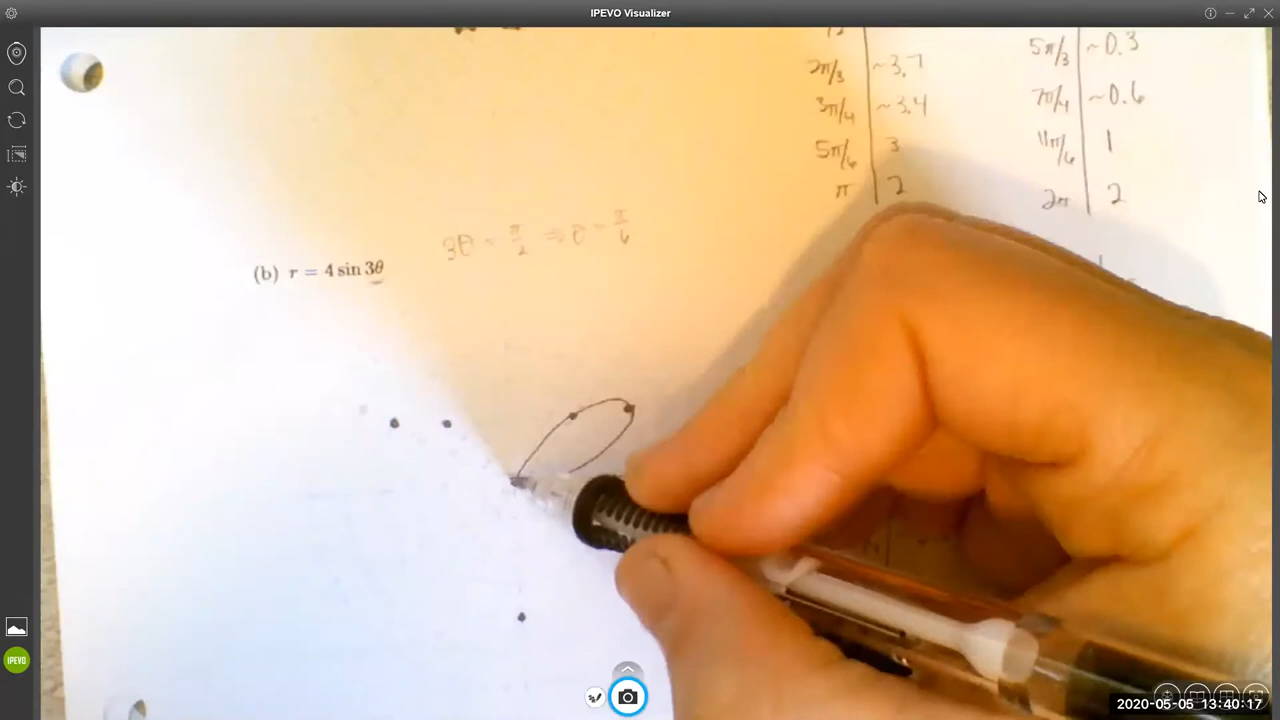 IPEVO Visualizer
2π/3 ~3.7
3π/4 ~3.4
5π/6 3
π 2
5π/3 ~0.3
7π/4 ~0.6
11π/6 1
2π 2
3θ = π/2 ⇒ θ = π/6
(b) r = 4 sin 3θ
IPEVO
2020-05-05 13:40:17